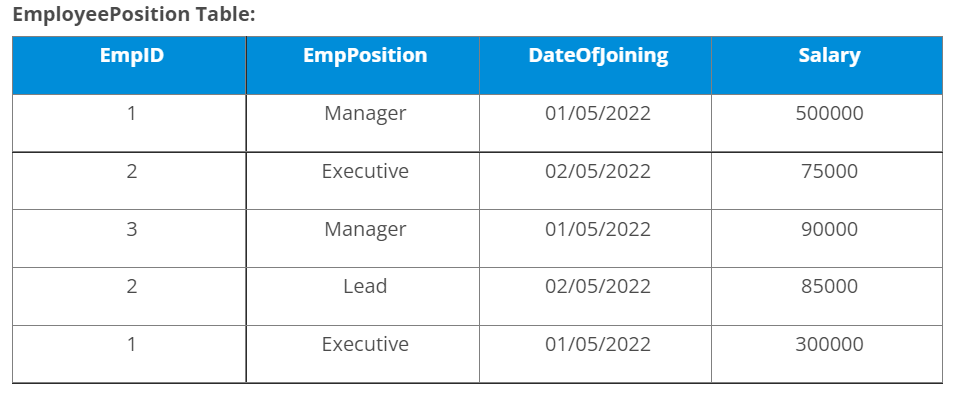 EmployeePosition Table:
EmpID EmpPosition DateOfJoining Salary
1 Manager 01/05/2022 500000
2 Executive 02/05/2022 75000
3 Manager 01/05/2022 90000
2 Lead 02/05/2022 85000
1 Executive 01/05/2022 300000